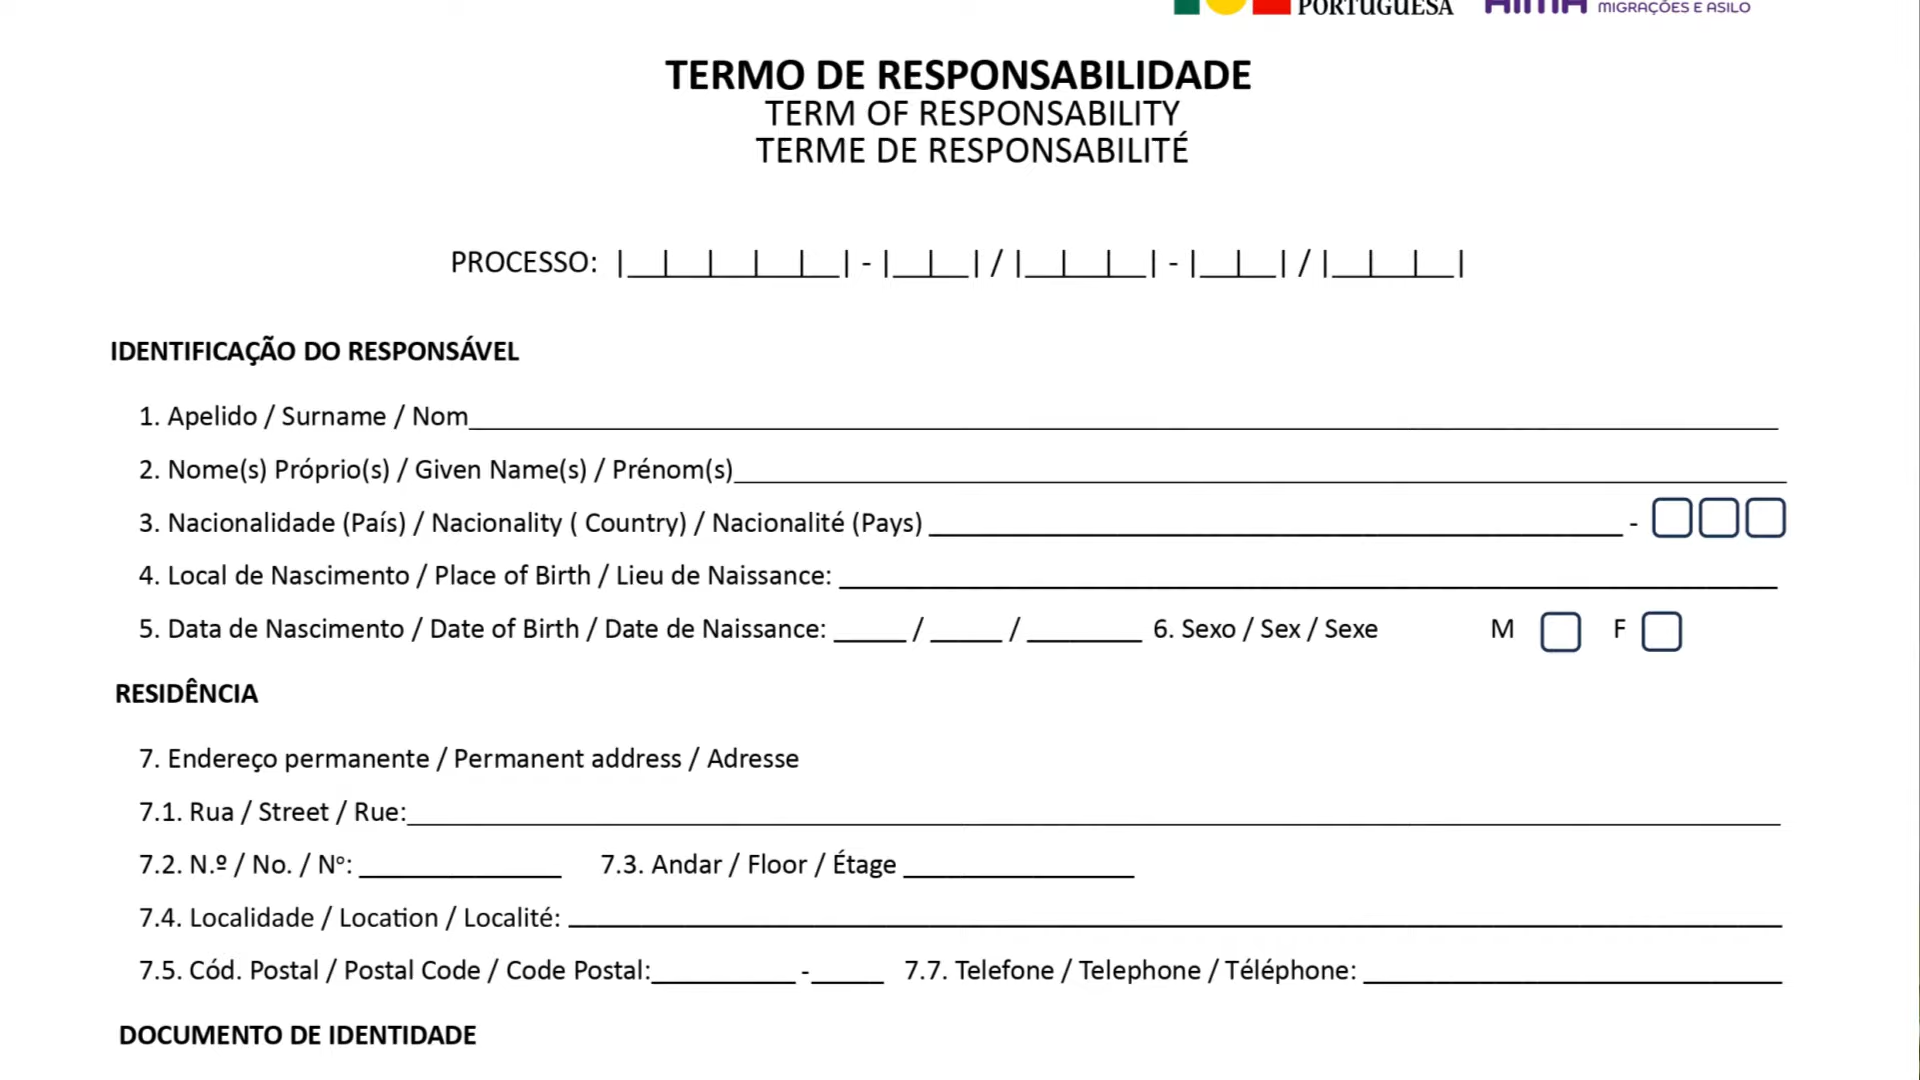 PORTUGUESA
MIGRAÇÕES E ASILO
TERMO DE RESPONSABILIDADE
TERM OF RESPONSABILITY
TERME DE RESPONSABILITÉ
PROCESSO: |__|__|__|__|__| - |__|__| / |__|__|__| - |__|__| / |__|__|__|
IDENTIFICAÇÃO DO RESPONSÁVEL
1. Apelido / Surname / Nom
2. Nome(s) Próprio(s) / Given Name(s) / Prénom(s)
3. Nacionalidade (País) / Nacionality ( Country) / Nacionalité (Pays) -
4. Local de Nascimento / Place of Birth / Lieu de Naissance:
5. Data de Nascimento / Date of Birth / Date de Naissance: _____ / _____ / ________ 6. Sexo / Sex / Sexe M F
RESIDÊNCIA
7. Endereço permanente / Permanent address / Adresse
7.1. Rua / Street / Rue:
7.2. N.º / No. / Nº: 7.3. Andar / Floor / Étage
7.4. Localidade / Location / Localité:
7.5. Cód. Postal / Postal Code / Code Postal: - 7.7. Telefone / Telephone / Téléphone:
DOCUMENTO DE IDENTIDADE